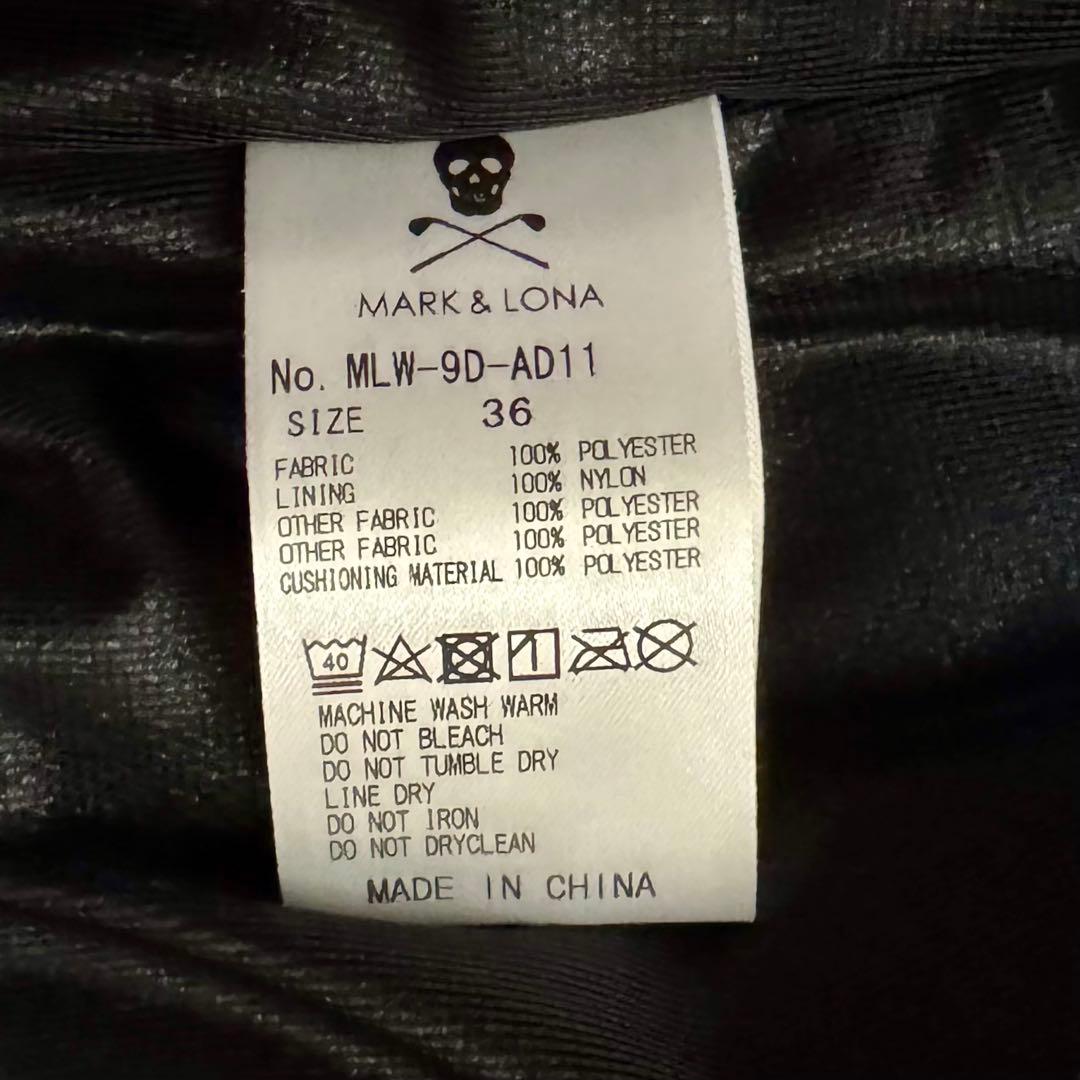 MARK & LONA
No. MLW-9D-AD11
SIZE 36
FABRIC 100% POLYESTER
LINING 100% NYLON
OTHER FABRIC 100% POLYESTER
OTHER FABRIC 100% POLYESTER
CUSHIONING MATERIAL 100% POLYESTER
40
MACHINE WASH WARM
DO NOT BLEACH
DO NOT TUMBLE DRY
LINE DRY
DO NOT IRON
DO NOT DRYCLEAN
MADE IN CHINA